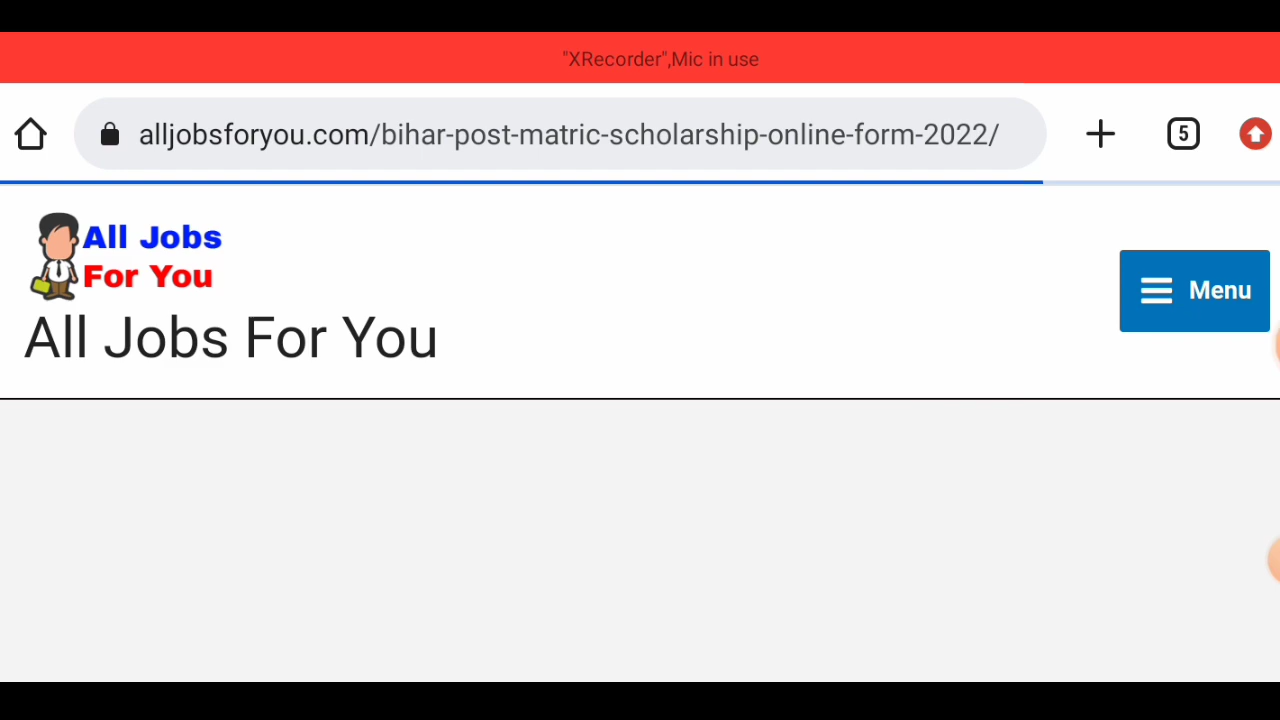 "XRecorder",Mic in use
alljobsforyou.com/bihar-post-matric-scholarship-online-form-2022/
5
All Jobs
For You
Menu
All Jobs For You